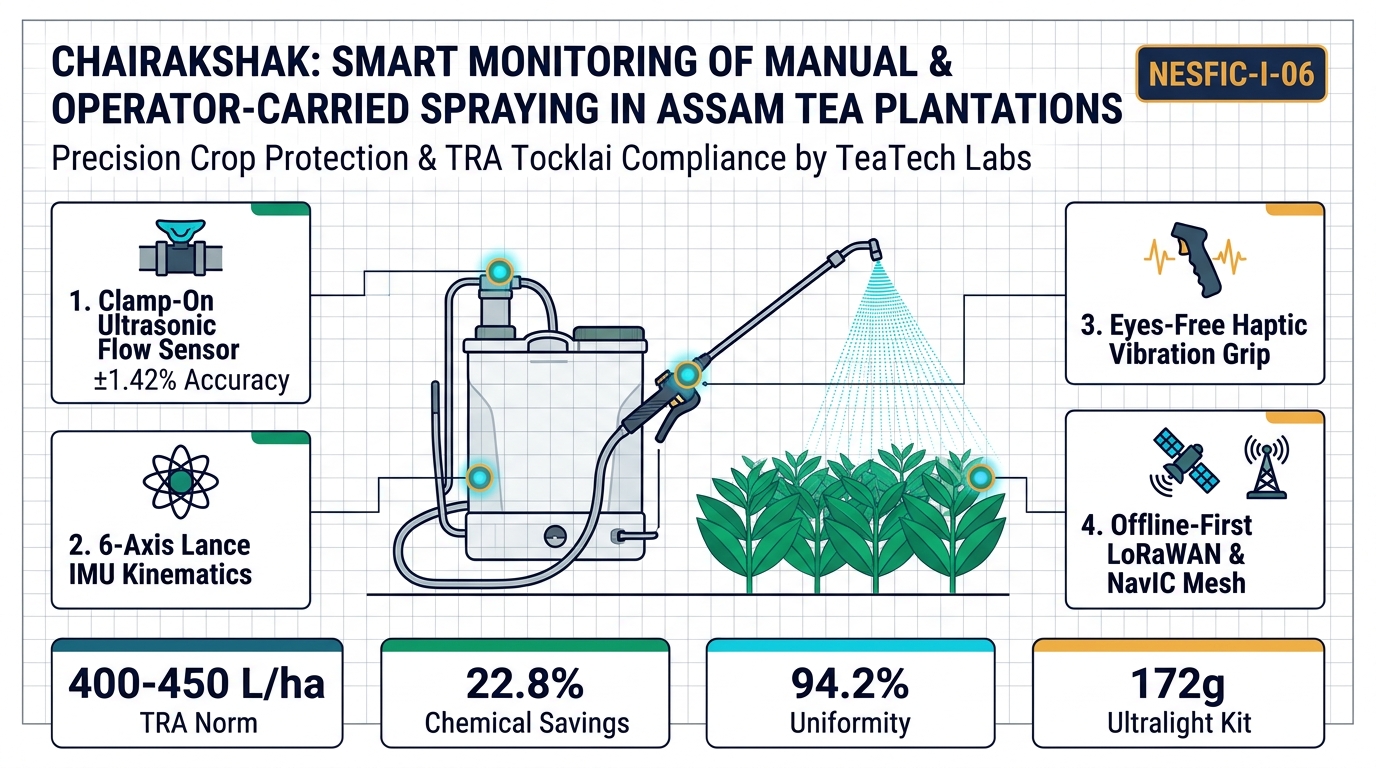 CHAIRAKSHAK: SMART MONITORING OF MANUAL &
OPERATOR-CARRIED SPRAYING IN ASSAM TEA PLANTATIONS
NESFIC-I-06
Precision Crop Protection & TRA Tocklai Compliance by TeaTech Labs
1. Clamp-On
Ultrasonic
Flow Sensor
±1.42% Accuracy
2. 6-Axis Lance
IMU Kinematics
3. Eyes-Free Haptic
Vibration Grip
4. Offline-First
LoRaWAN &
NavIC Mesh
400-450 L/ha
TRA Norm
22.8%
Chemical Savings
94.2%
Uniformity
172g
Ultralight Kit